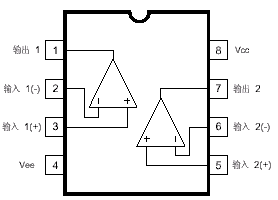 输出 1 1 8 Vcc
输入 1(-) 2 7 输出 2
输入 1(+) 3 6 输入 2(-)
Vee 4 5 输入 2(+)